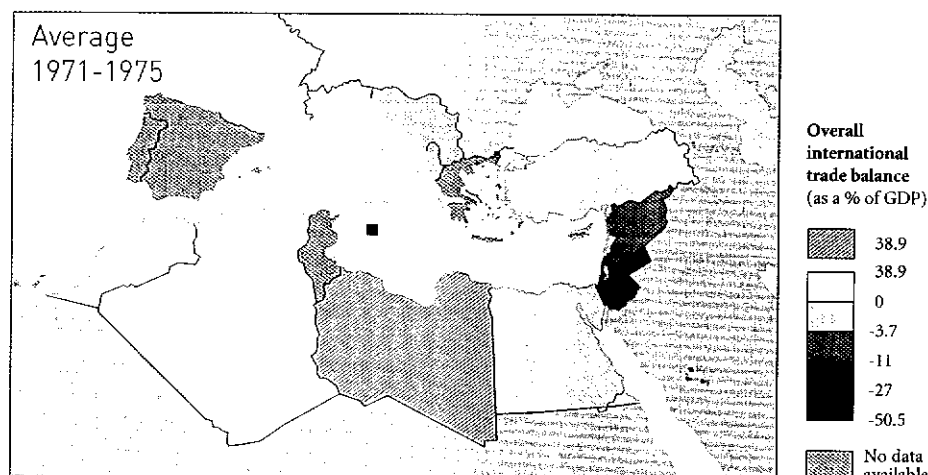 Average
1971-1975
Overall
international
trade balance
(as a % of GDP)
38.9
38.9
0
-3.7
-11
-27
-50.5
No data
available